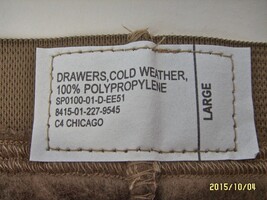 DRAWERS,COLD WEATHER,
100% POLYPROPYLENE
SP0100-01-D-EE51
8415-01-227-9545
C4 CHICAGO
LARGE
2015/10/04